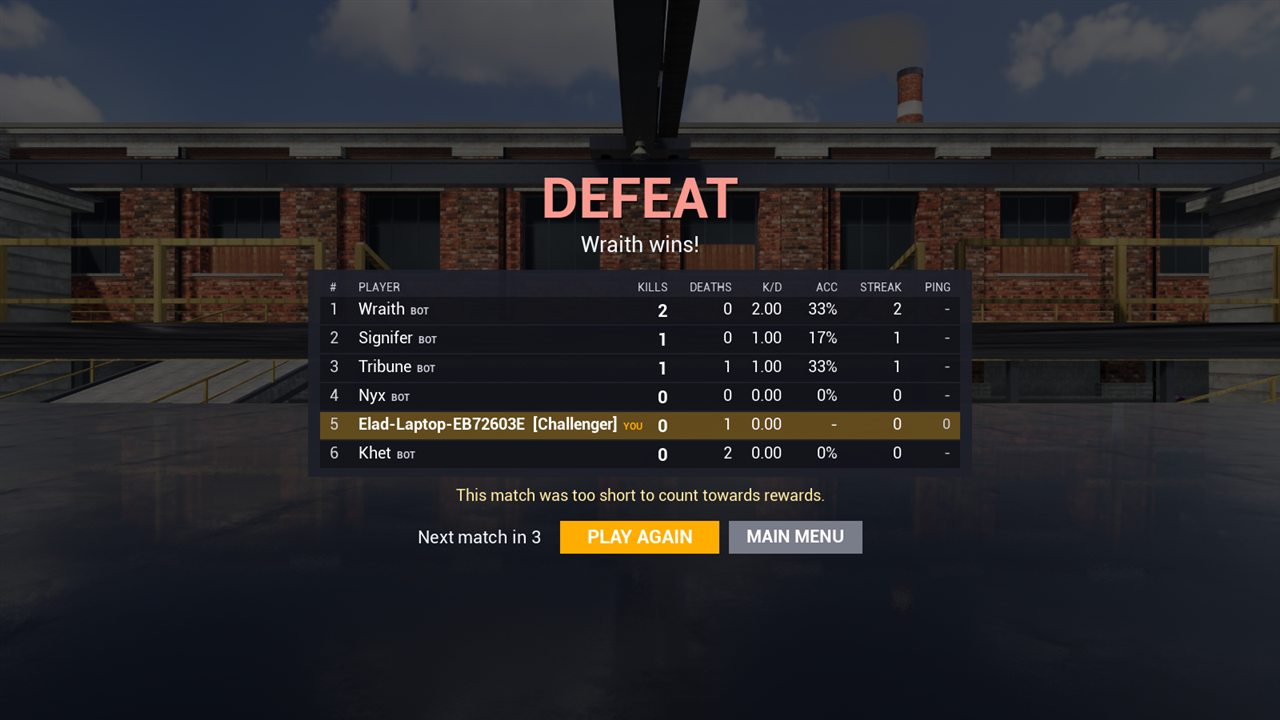 DEFEAT
Wraith wins!
# PLAYER KILLS DEATHS K/D ACC STREAK PING
1 Wraith BOT 2 0 2.00 33% 2 -
2 Signifer BOT 1 0 1.00 17% 1 -
3 Tribune BOT 1 1 1.00 33% 1 -
4 Nyx BOT 0 0 0.00 0% 0 -
5 Elad-Laptop-EB72603E [Challenger] YOU 0 1 0.00 - 0 0
6 Khet BOT 0 2 0.00 0% 0 -
This match was too short to count towards rewards.
Next match in 3 PLAY AGAIN MAIN MENU